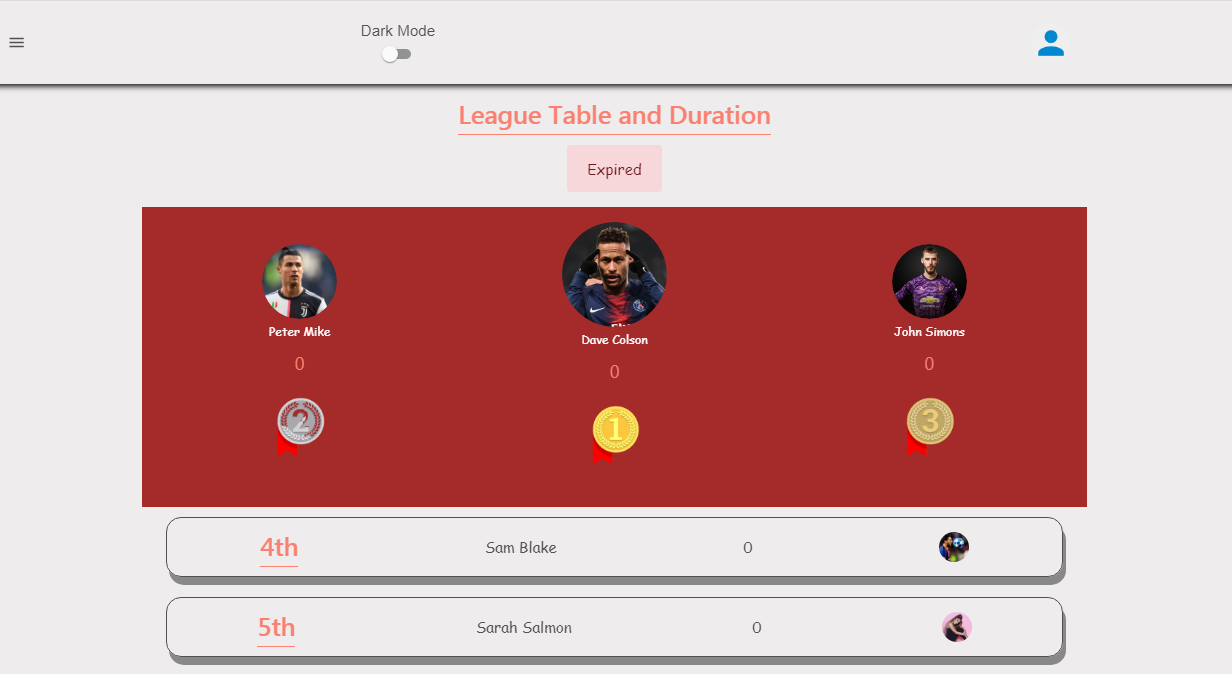 Dark Mode
League Table and Duration
Expired
Peter Mike
0
2
Dave Colson
0
1
John Simons
0
3
4th Sam Blake 0
5th Sarah Salmon 0